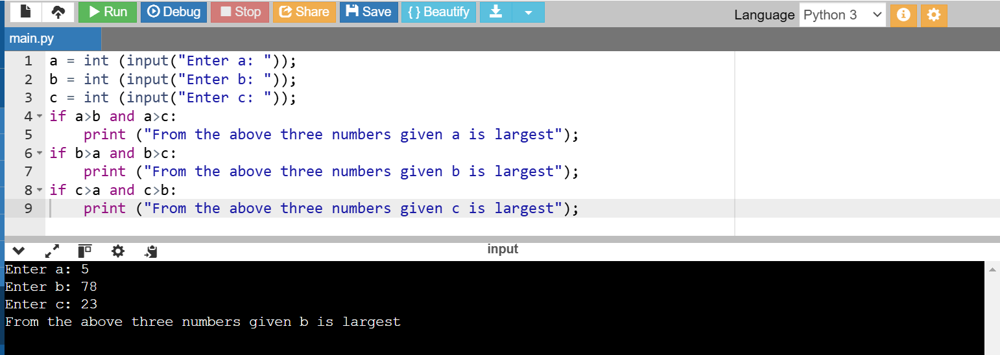 Run Debug Stop Share Save { } Beautify Language Python 3
main.py
1 a = int (input("Enter a: "));
2 b = int (input("Enter b: "));
3 c = int (input("Enter c: "));
4 if a>b and a>c:
5     print ("From the above three numbers given a is largest");
6 if b>a and b>c:
7     print ("From the above three numbers given b is largest");
8 if c>a and c>b:
9     print ("From the above three numbers given c is largest");
input
Enter a: 5
Enter b: 78
Enter c: 23
From the above three numbers given b is largest